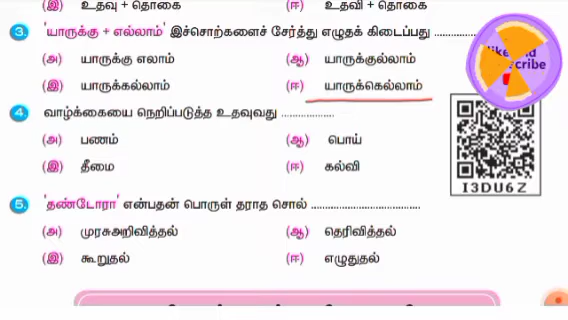 (இ) உதவு + தொகை (ஈ) உதவி + தொகை
3. 'யாருக்கு + எல்லாம்' இச்சொற்களைச் சேர்த்து எழுதக் கிடைப்பது ..................
(அ) யாருக்கு எலாம் (ஆ) யாருக்குல்லாம்
(இ) யாருக்கல்லாம் (ஈ) யாருக்கெல்லாம்
4. வாழ்க்கையை நெறிப்படுத்த உதவுவது ..................
(அ) பணம் (ஆ) பொய்
(இ) தீமை (ஈ) கல்வி
I3DU6Z
5. 'தண்டோரா' என்பதன் பொருள் தராத சொல் ..................................
(அ) முரசுஅறிவித்தல் (ஆ) தெரிவித்தல்
(இ) கூறுதல் (ஈ) எழுதுதல்